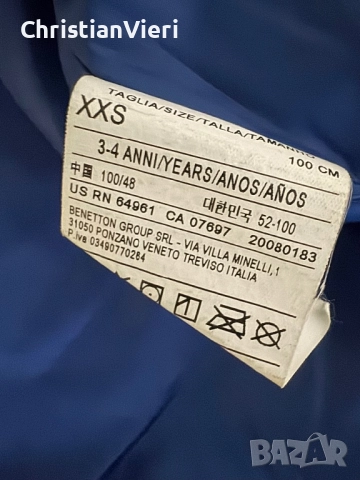 ChristianVieri
TAGLIA/SIZE/TALLA/TAMANHO
XXS
100 CM
3-4 ANNI/YEARS/ANOS/AÑOS
中国 100/48
대한민국 52-100
US RN 64961 CA 07697 20080183
BENETTON GROUP SRL - VIA VILLA MINELLI,1
31050 PONZANO VENETO TREVISO ITALIA
P IVA 03490770264
BAZAR